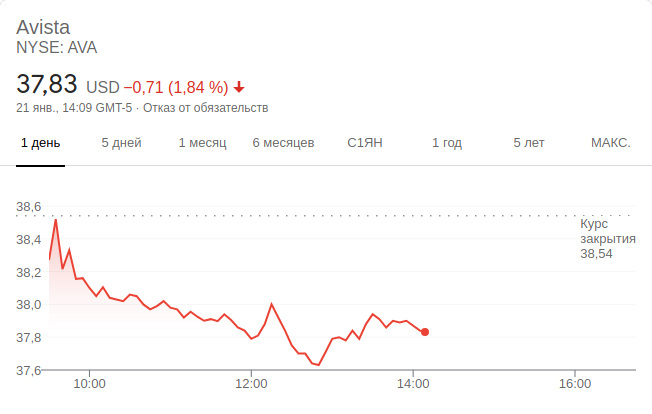 Avista
NYSE: AVA
37,83 USD −0,71 (1,84 %)
21 янв., 14:09 GMT-5 · Отказ от обязательств
1 день 5 дней 1 месяц 6 месяцев С1ЯН 1 год 5 лет МАКС.
38,6
Курс
закрытия
38,54
38,4
38,2
38,0
37,8
37,6
10:00 12:00 14:00 16:00